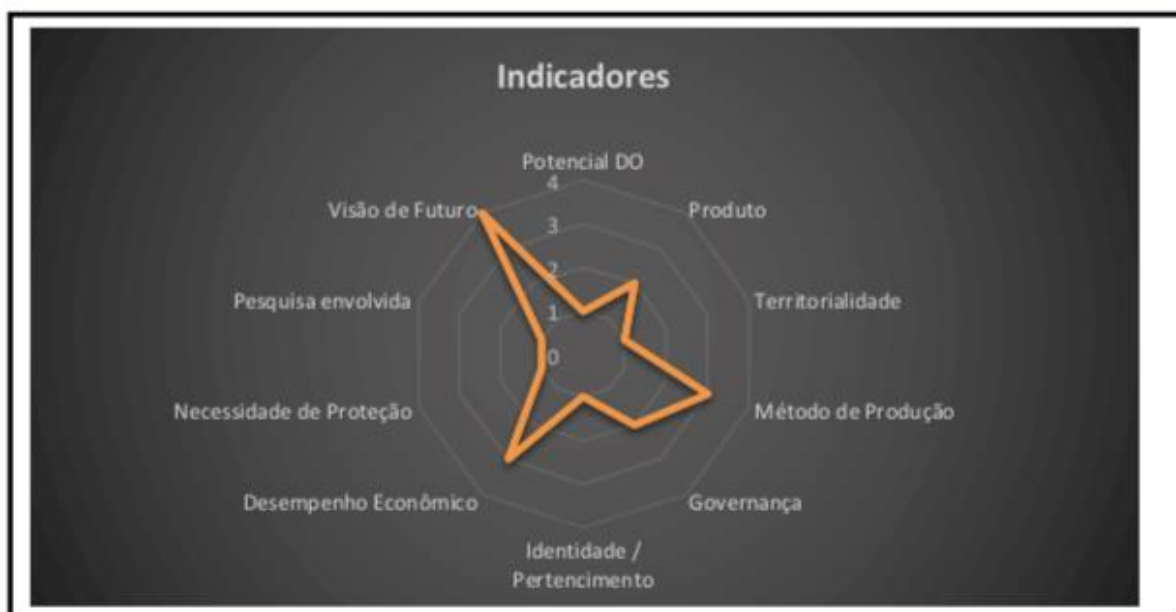 Indicadores
Potencial DO
4
Visão de Futuro
Produto
3
2
Pesquisa envolvida
Territorialidade
1
0
Necessidade de Proteção
Método de Produção
Desempenho Econômico
Governança
Identidade /
Pertencimento